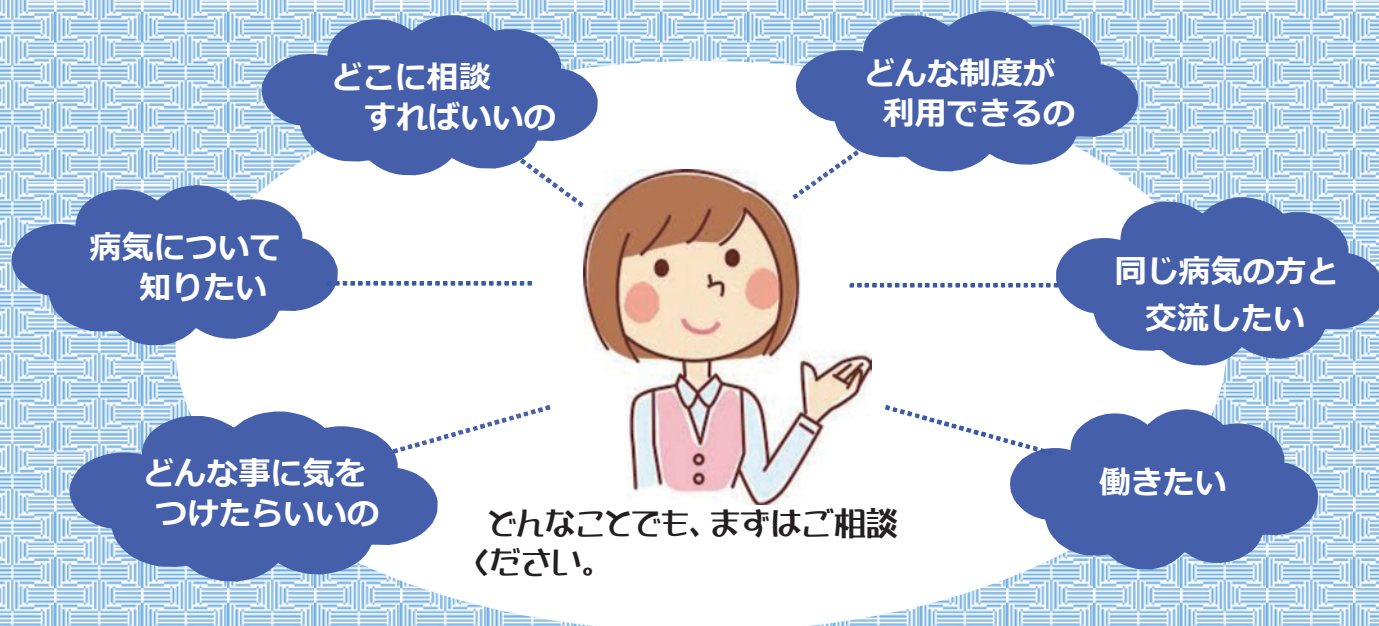 どこに相談
すればいいの
どんな制度が
利用できるの
病気について
知りたい
同じ病気の方と
交流したい
どんな事に気を
つけたらいいの
働きたい
どんなことでも、まずはご相談
ください。